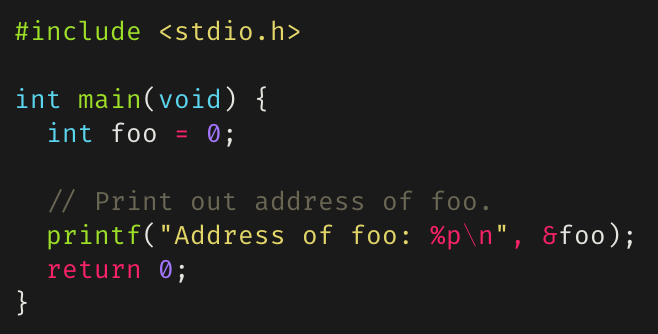 #include <stdio.h>

int main(void) {
  int foo = 0;

  // Print out address of foo.
  printf("Address of foo: %p\n", &foo);
  return 0;
}